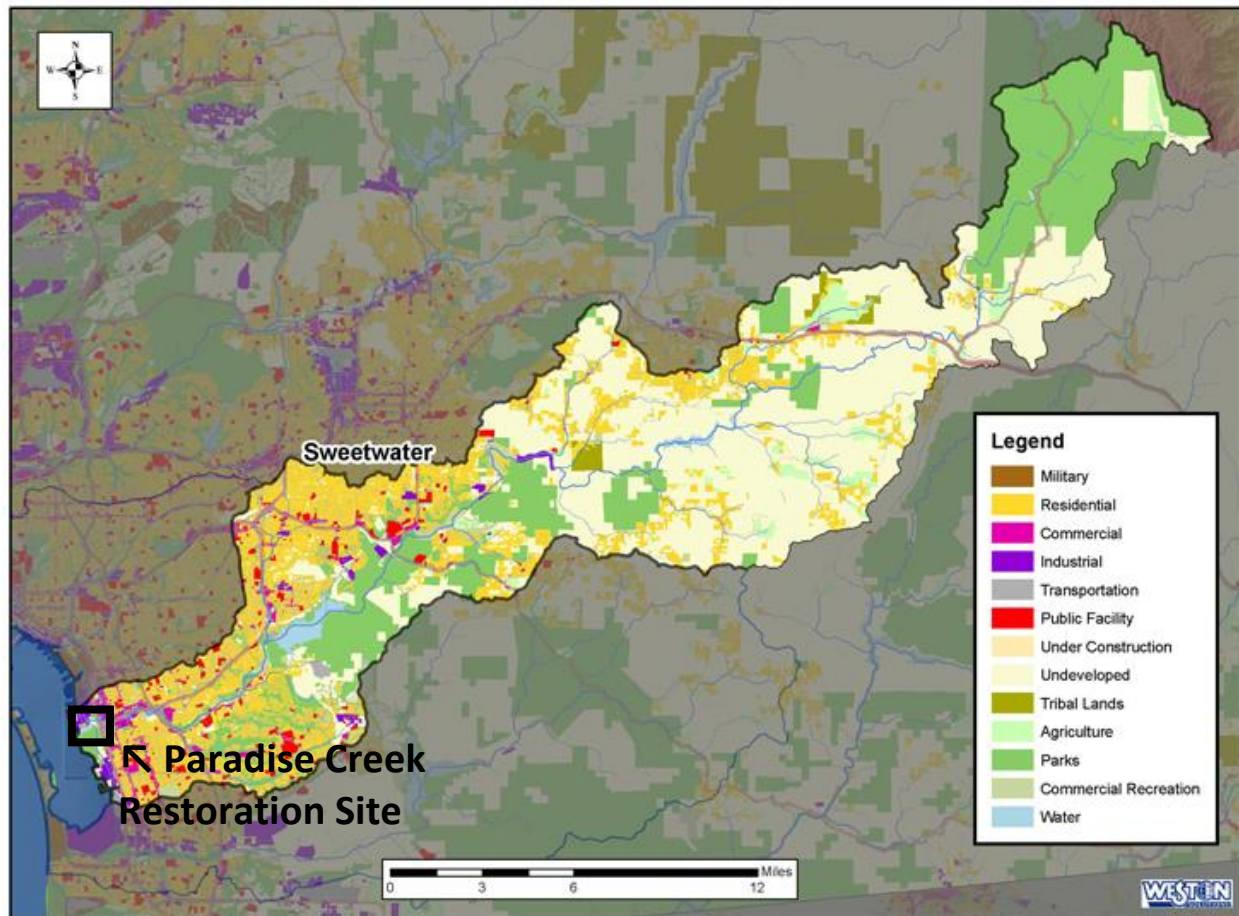 N
W E
S
Sweetwater
↖ Paradise Creek
Restoration Site
Legend
Military
Residential
Commercial
Industrial
Transportation
Public Facility
Under Construction
Undeveloped
Tribal Lands
Agriculture
Parks
Commercial Recreation
Water
Miles
0 3 6 12
WESTON